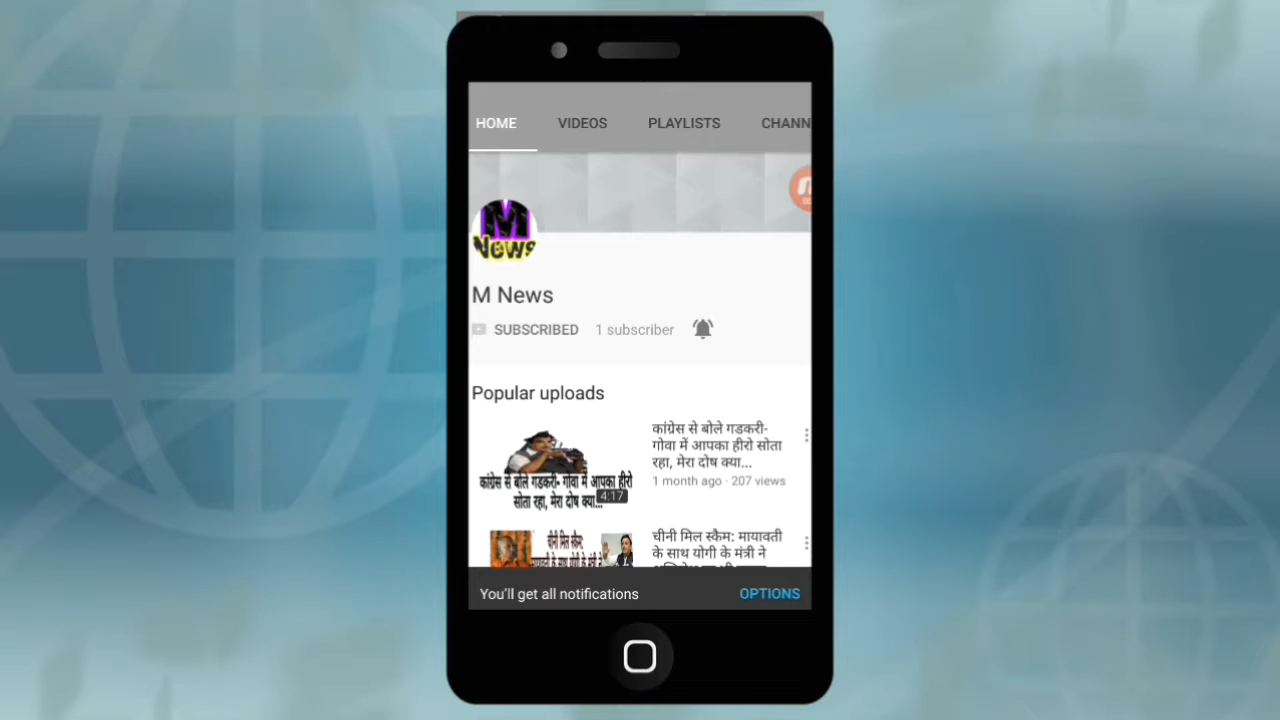 HOME VIDEOS PLAYLISTS CHANN
M
News
M News
SUBSCRIBED 1 subscriber
Popular uploads
कांग्रेस से बोले गडकरी-
गोवा में आपका हीरो सोता
रहा, मेरा दोष क्या...
1 month ago · 207 views
कांग्रेस से बोले गडकरी- गोवा में आपका हीरो
सोता रहा, मेरा दोष क्या...
4:17
चीनी मिल स्कैम: मायावती
के साथ योगी के मंत्री ने
चीनी मिल स्कैम:
You'll get all notifications OPTIONS